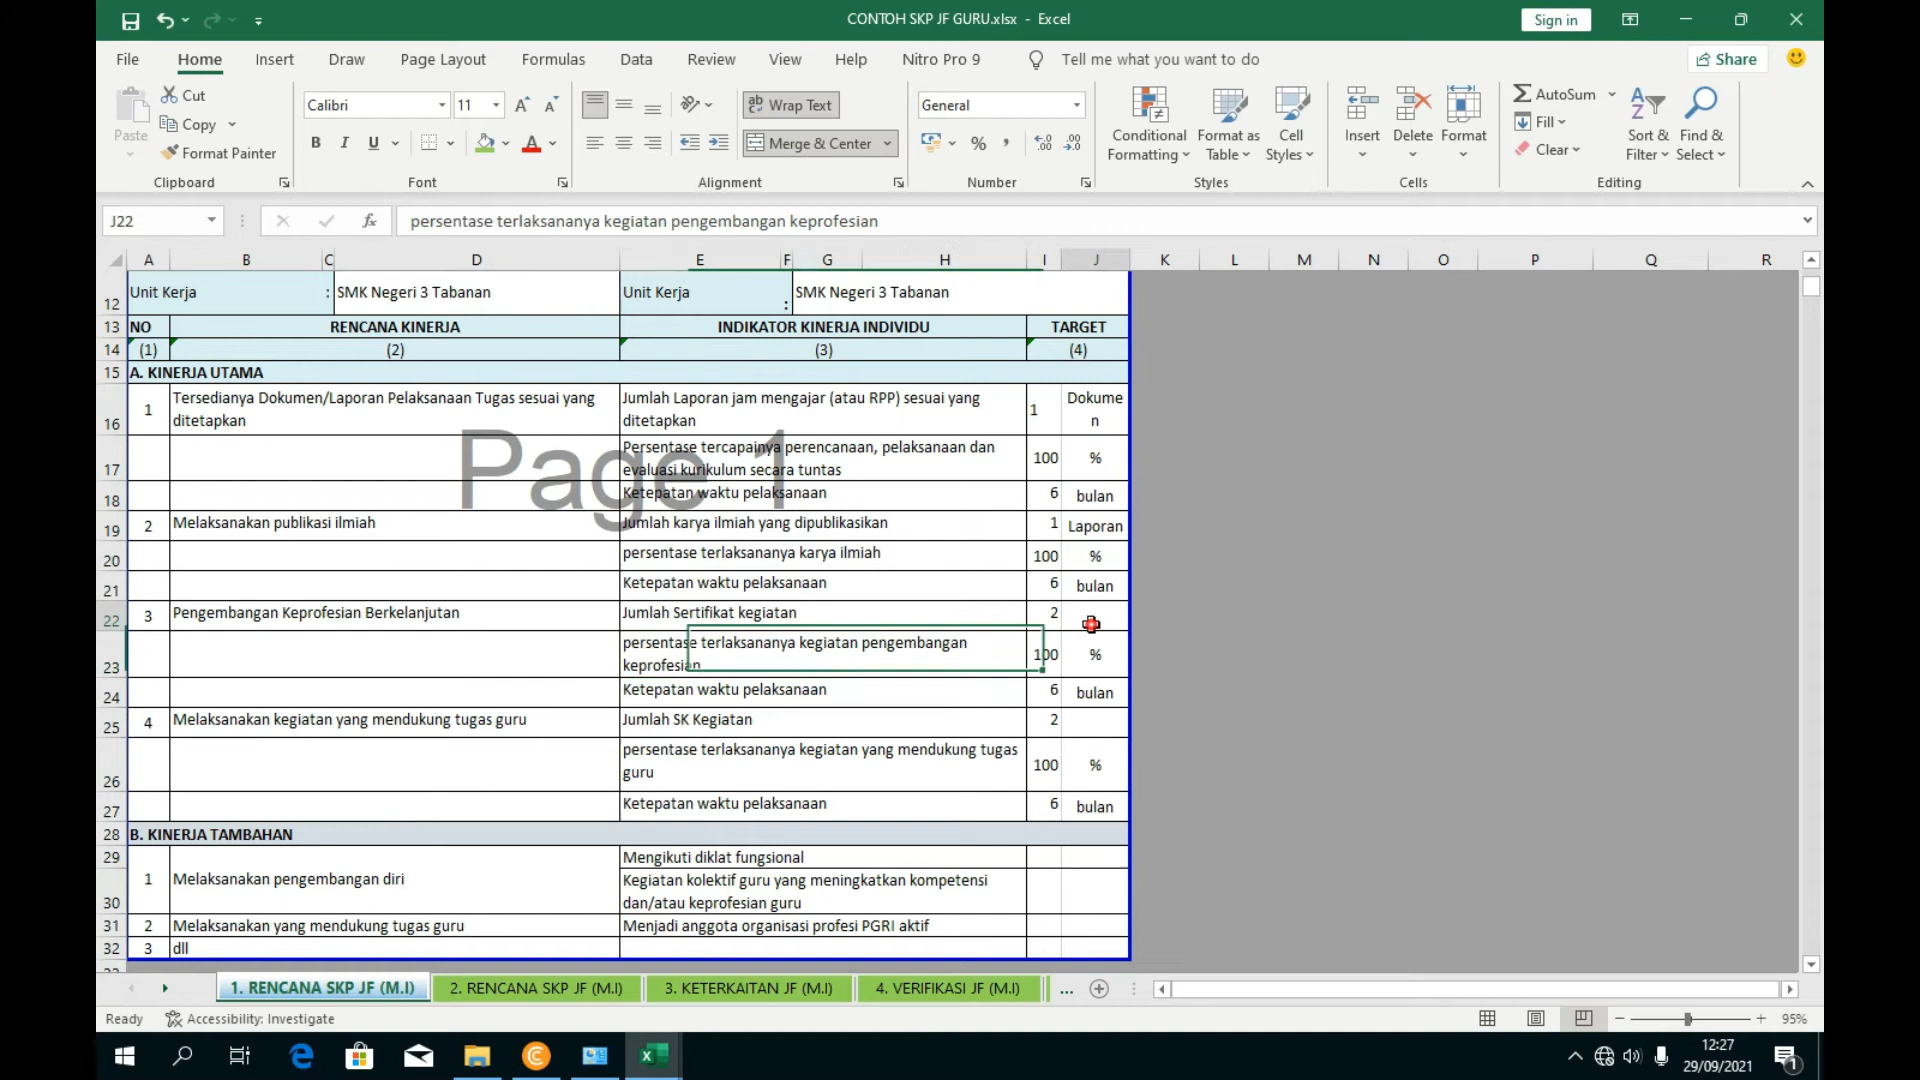 CONTOH SKP JF GURU.xlsx - Excel
Sign in
File Home Insert Draw Page Layout Formulas Data Review View Help Nitro Pro 9 Tell me what you want to do Share
Paste
Cut
Copy
Format Painter
Clipboard
Calibri 11
B I U
Font
Wrap Text
Merge & Center
Alignment
General
%
Number
Conditional Formatting
Format as Table
Cell Styles
Styles
Insert Delete Format
Cells
AutoSum
Fill
Clear
Sort & Filter
Find & Select
Editing
J22 fx persentase terlaksananya kegiatan pengembangan keprofesian
A B C D E F G H I J K L M N O P Q R
12 Unit Kerja : SMK Negeri 3 Tabanan Unit Kerja : SMK Negeri 3 Tabanan
13 NO RENCANA KINERJA INDIKATOR KINERJA INDIVIDU TARGET
14 (1) (2) (3) (4)
15 A. KINERJA UTAMA
16 1 Tersedianya Dokumen/Laporan Pelaksanaan Tugas sesuai yang ditetapkan Jumlah Laporan jam mengajar (atau RPP) sesuai yang ditetapkan 1 Dokumen
Page 1
17 Persentase tercapainya perencanaan, pelaksanaan dan evaluasi kurikulum secara tuntas 100 %
18 Ketepatan waktu pelaksanaan 6 bulan
19 2 Melaksanakan publikasi ilmiah Jumlah karya ilmiah yang dipublikasikan 1 Laporan
20 persentase terlaksananya karya ilmiah 100 %
21 Ketepatan waktu pelaksanaan 6 bulan
22 3 Pengembangan Keprofesian Berkelanjutan Jumlah Sertifikat kegiatan 2
23 persentase terlaksananya kegiatan pengembangan keprofesian 100 %
24 Ketepatan waktu pelaksanaan 6 bulan
25 4 Melaksanakan kegiatan yang mendukung tugas guru Jumlah SK Kegiatan 2
26 persentase terlaksananya kegiatan yang mendukung tugas guru 100 %
27 Ketepatan waktu pelaksanaan 6 bulan
28 B. KINERJA TAMBAHAN
29 Mengikuti diklat fungsional
30 1 Melaksanakan pengembangan diri Kegiatan kolektif guru yang meningkatkan kompetensi dan/atau keprofesian guru
31 2 Melaksanakan yang mendukung tugas guru Menjadi anggota organisasi profesi PGRI aktif
32 3 dll
1. RENCANA SKP JF (M.I) 2. RENCANA SKP JF (M.I) 3. KETERKAITAN JF (M.I) 4. VERIFIKASI JF (M.I) ...
Ready Accessibility: Investigate 95%
12:27
29/09/2021
1